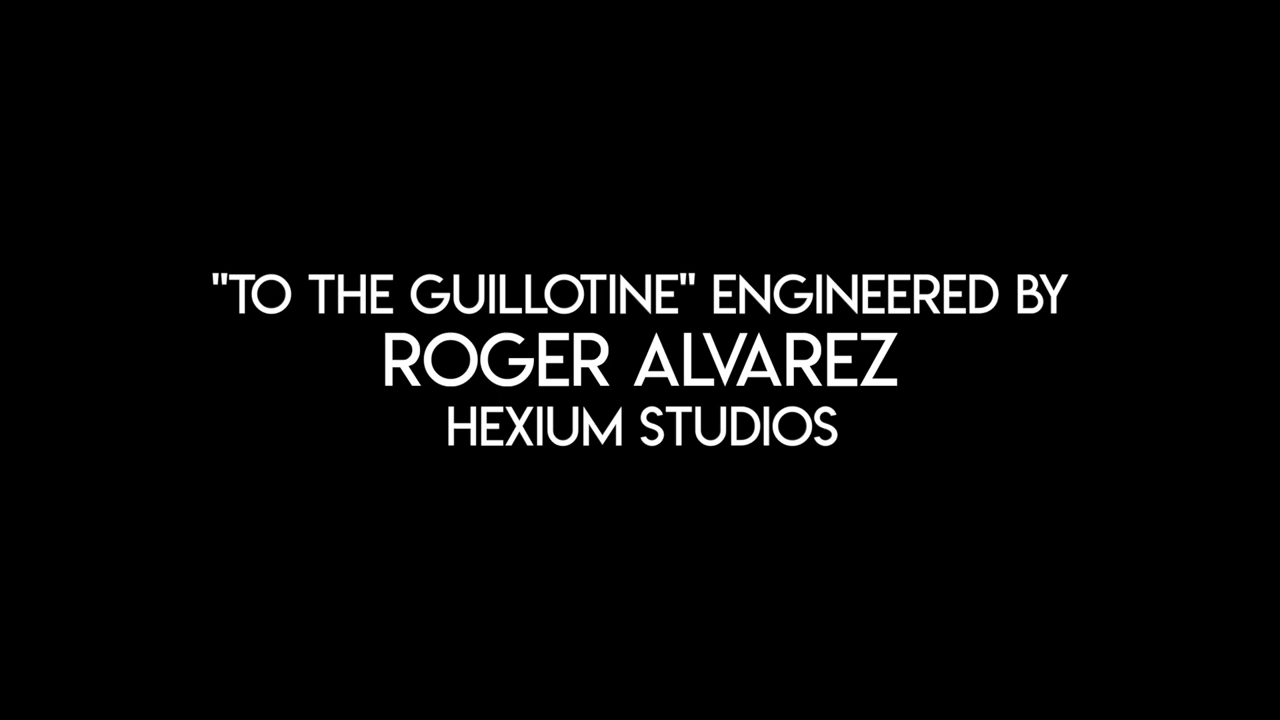 "TO THE GUILLOTINE" ENGINEERED BY
ROGER ALVAREZ
HEXIUM STUDIOS